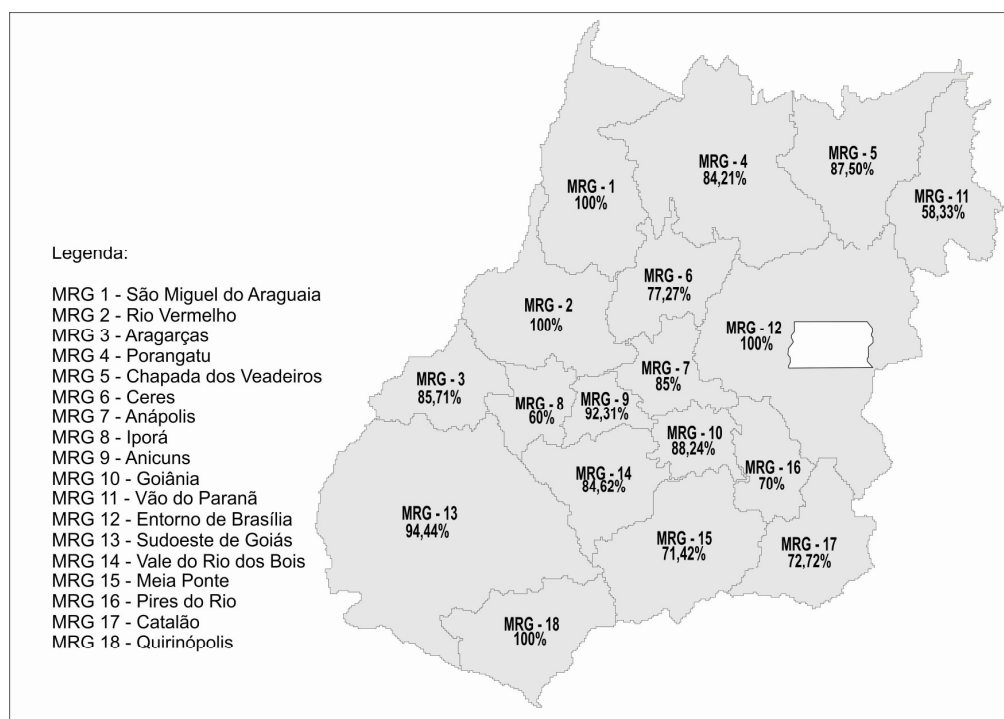 Legenda:
MRG 1 - São Miguel do Araguaia
MRG 2 - Rio Vermelho
MRG 3 - Aragarças
MRG 4 - Porangatu
MRG 5 - Chapada dos Veadeiros
MRG 6 - Ceres
MRG 7 - Anápolis
MRG 8 - Iporá
MRG 9 - Anicuns
MRG 10 - Goiânia
MRG 11 - Vão do Paranã
MRG 12 - Entorno de Brasília
MRG 13 - Sudoeste de Goiás
MRG 14 - Vale do Rio dos Bois
MRG 15 - Meia Ponte
MRG 16 - Pires do Rio
MRG 17 - Catalão
MRG 18 - Quirinópolis
MRG - 1
100%
MRG - 4
84,21%
MRG - 5
87,50%
MRG - 11
58,33%
MRG - 6
77,27%
MRG - 2
100%
MRG - 12
100%
MRG - 3
85,71%
MRG - 8
60%
MRG - 9
92,31%
MRG - 7
85%
MRG - 10
88,24%
MRG - 14
84,62%
MRG - 16
70%
MRG - 13
94,44%
MRG - 15
71,42%
MRG - 17
72,72%
MRG - 18
100%